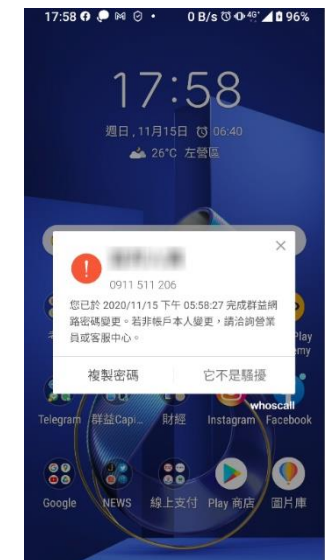 17:58
0 B/s 4G+ 96%
17:58
週日 , 11月15日 06:40
26°C 左營區
0911 511 206
您已於 2020/11/15 下午 05:58:27 完成群益網
路密碼變更。若非帳戶本人變更,請洽詢營業
員或客服中心。
複製密碼 它不是騷擾
whoscall
Telegram 群益Capi... 財經 Instagram Facebook
Google NEWS 線上支付 Play 商店 圖片庫